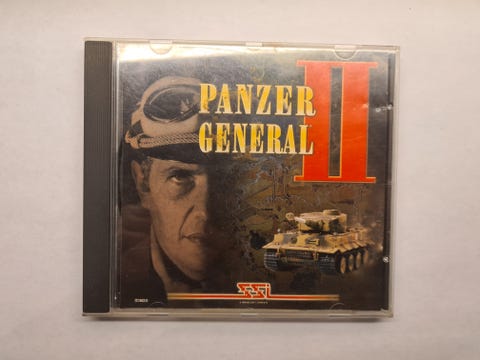 PANZER
GENERAL
II
SSI